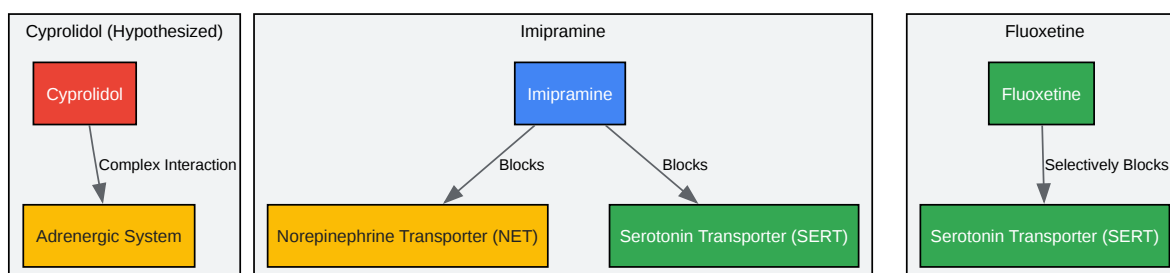 Cyprolidol (Hypothesized)
Imipramine
Fluoxetine
Cyprolidol
Imipramine
Fluoxetine
Complex Interaction
Blocks
Blocks
Selectively Blocks
Adrenergic System
Norepinephrine Transporter (NET)
Serotonin Transporter (SERT)
Serotonin Transporter (SERT)